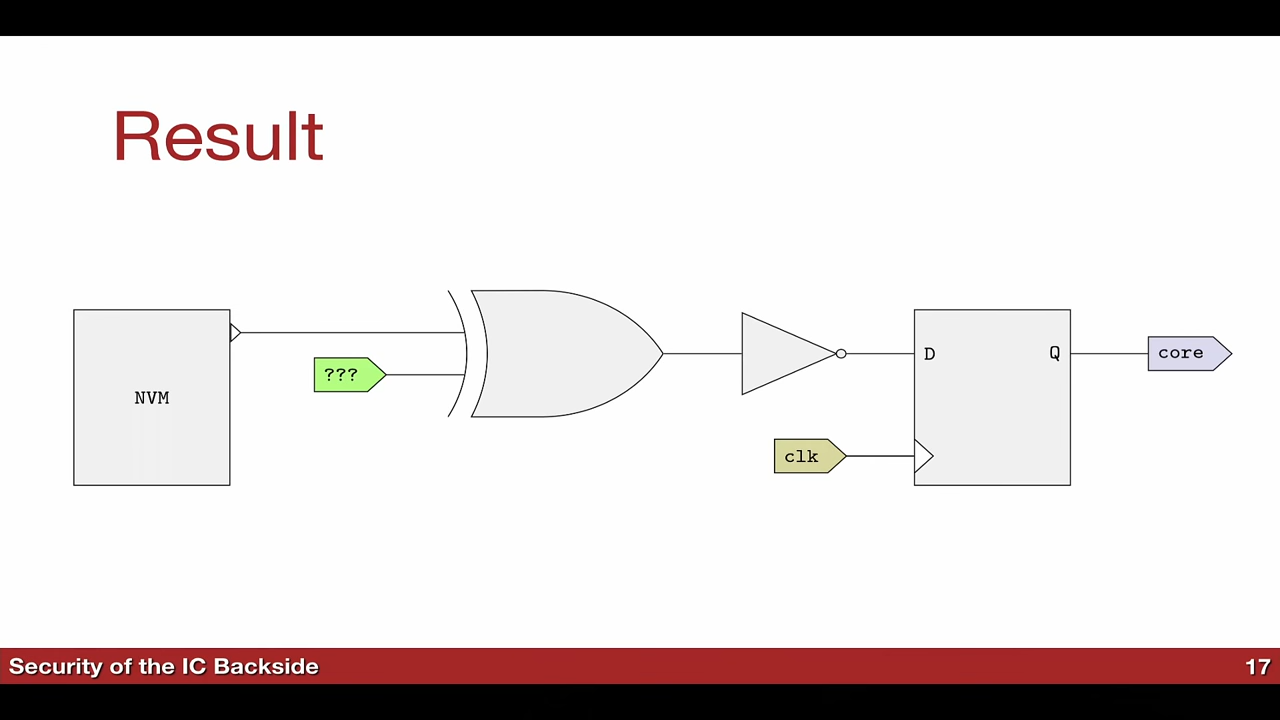 Result
NVM
???
D
Q
core
clk
Security of the IC Backside
17